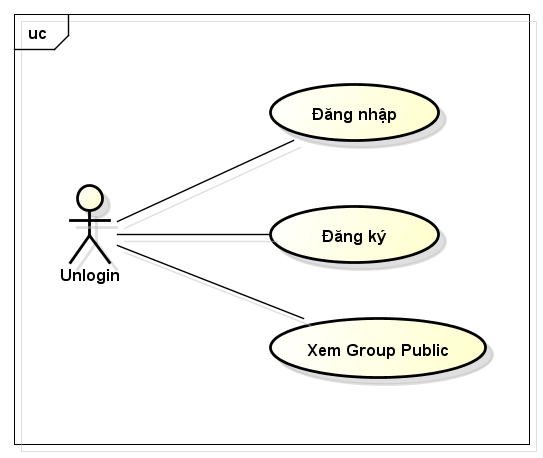 uc
Đăng nhập
Đăng ký
Unlogin
Xem Group Public